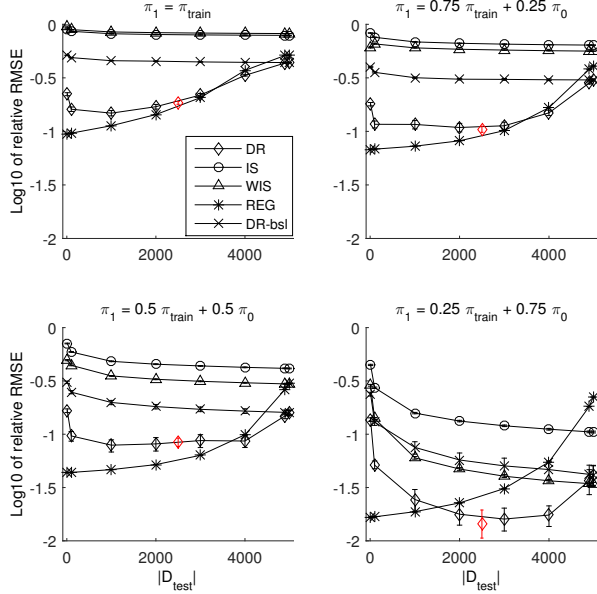 π1 = πtrain
π1 = 0.75 πtrain + 0.25 π0
Log10 of relative RMSE
0
-0.5
-1
-1.5
-2
0 2000 4000
DR
IS
WIS
REG
DR-bsl
0
-0.5
-1
-1.5
-2
0 2000 4000
π1 = 0.5 πtrain + 0.5 π0
π1 = 0.25 πtrain + 0.75 π0
Log10 of relative RMSE
0
-0.5
-1
-1.5
-2
0 2000 4000
|Dtest|
0
-0.5
-1
-1.5
-2
0 2000 4000
|Dtest|